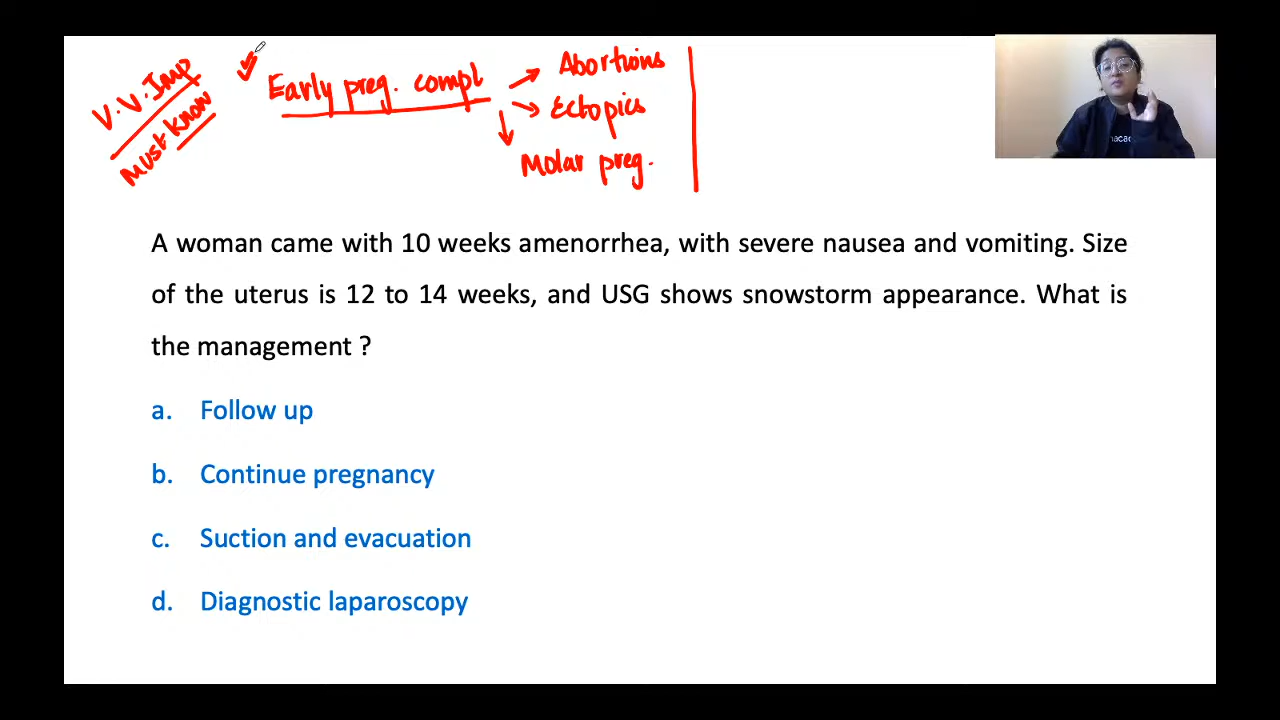 V.V.Imp
Must know
Early preg. compl
Abortions
Ectopics
Molar preg.
A woman came with 10 weeks amenorrhea, with severe nausea and vomiting. Size
of the uterus is 12 to 14 weeks, and USG shows snowstorm appearance. What is
the management ?
a. Follow up
b. Continue pregnancy
c. Suction and evacuation
d. Diagnostic laparoscopy